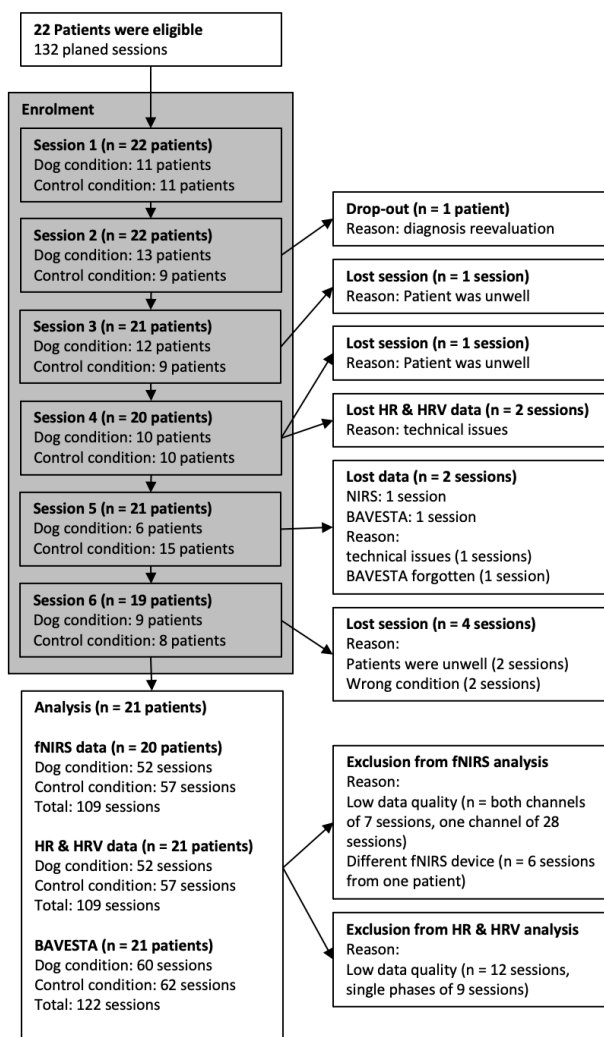 22 Patients were eligible
132 planed sessions
Enrolment
Session 1 (n = 22 patients)
Dog condition: 11 patients
Control condition: 11 patients
Session 2 (n = 22 patients)
Dog condition: 13 patients
Control condition: 9 patients
Drop-out (n = 1 patient)
Reason: diagnosis reevaluation
Session 3 (n = 21 patients)
Dog condition: 12 patients
Control condition: 9 patients
Lost session (n = 1 session)
Reason: Patient was unwell
Lost session (n = 1 session)
Reason: Patient was unwell
Session 4 (n = 20 patients)
Dog condition: 10 patients
Control condition: 10 patients
Lost HR & HRV data (n = 2 sessions)
Reason: technical issues
Session 5 (n = 21 patients)
Dog condition: 6 patients
Control condition: 15 patients
Lost data (n = 2 sessions)
NIRS: 1 session
BAVESTA: 1 session
Reason:
technical issues (1 sessions)
BAVESTA forgotten (1 session)
Session 6 (n = 19 patients)
Dog condition: 9 patients
Control condition: 8 patients
Lost session (n = 4 sessions)
Reason:
Patients were unwell (2 sessions)
Wrong condition (2 sessions)
Analysis (n = 21 patients)
fNIRS data (n = 20 patients)
Dog condition: 52 sessions
Control condition: 57 sessions
Total: 109 sessions
HR & HRV data (n = 21 patients)
Dog condition: 52 sessions
Control condition: 57 sessions
Total: 109 sessions
BAVESTA (n = 21 patients)
Dog condition: 60 sessions
Control condition: 62 sessions
Total: 122 sessions
Exclusion from fNIRS analysis
Reason:
Low data quality (n = both channels
of 7 sessions, one channel of 28
sessions)
Different fNIRS device (n = 6 sessions
from one patient)
Exclusion from HR & HRV analysis
Reason:
Low data quality (n = 12 sessions,
single phases of 9 sessions)